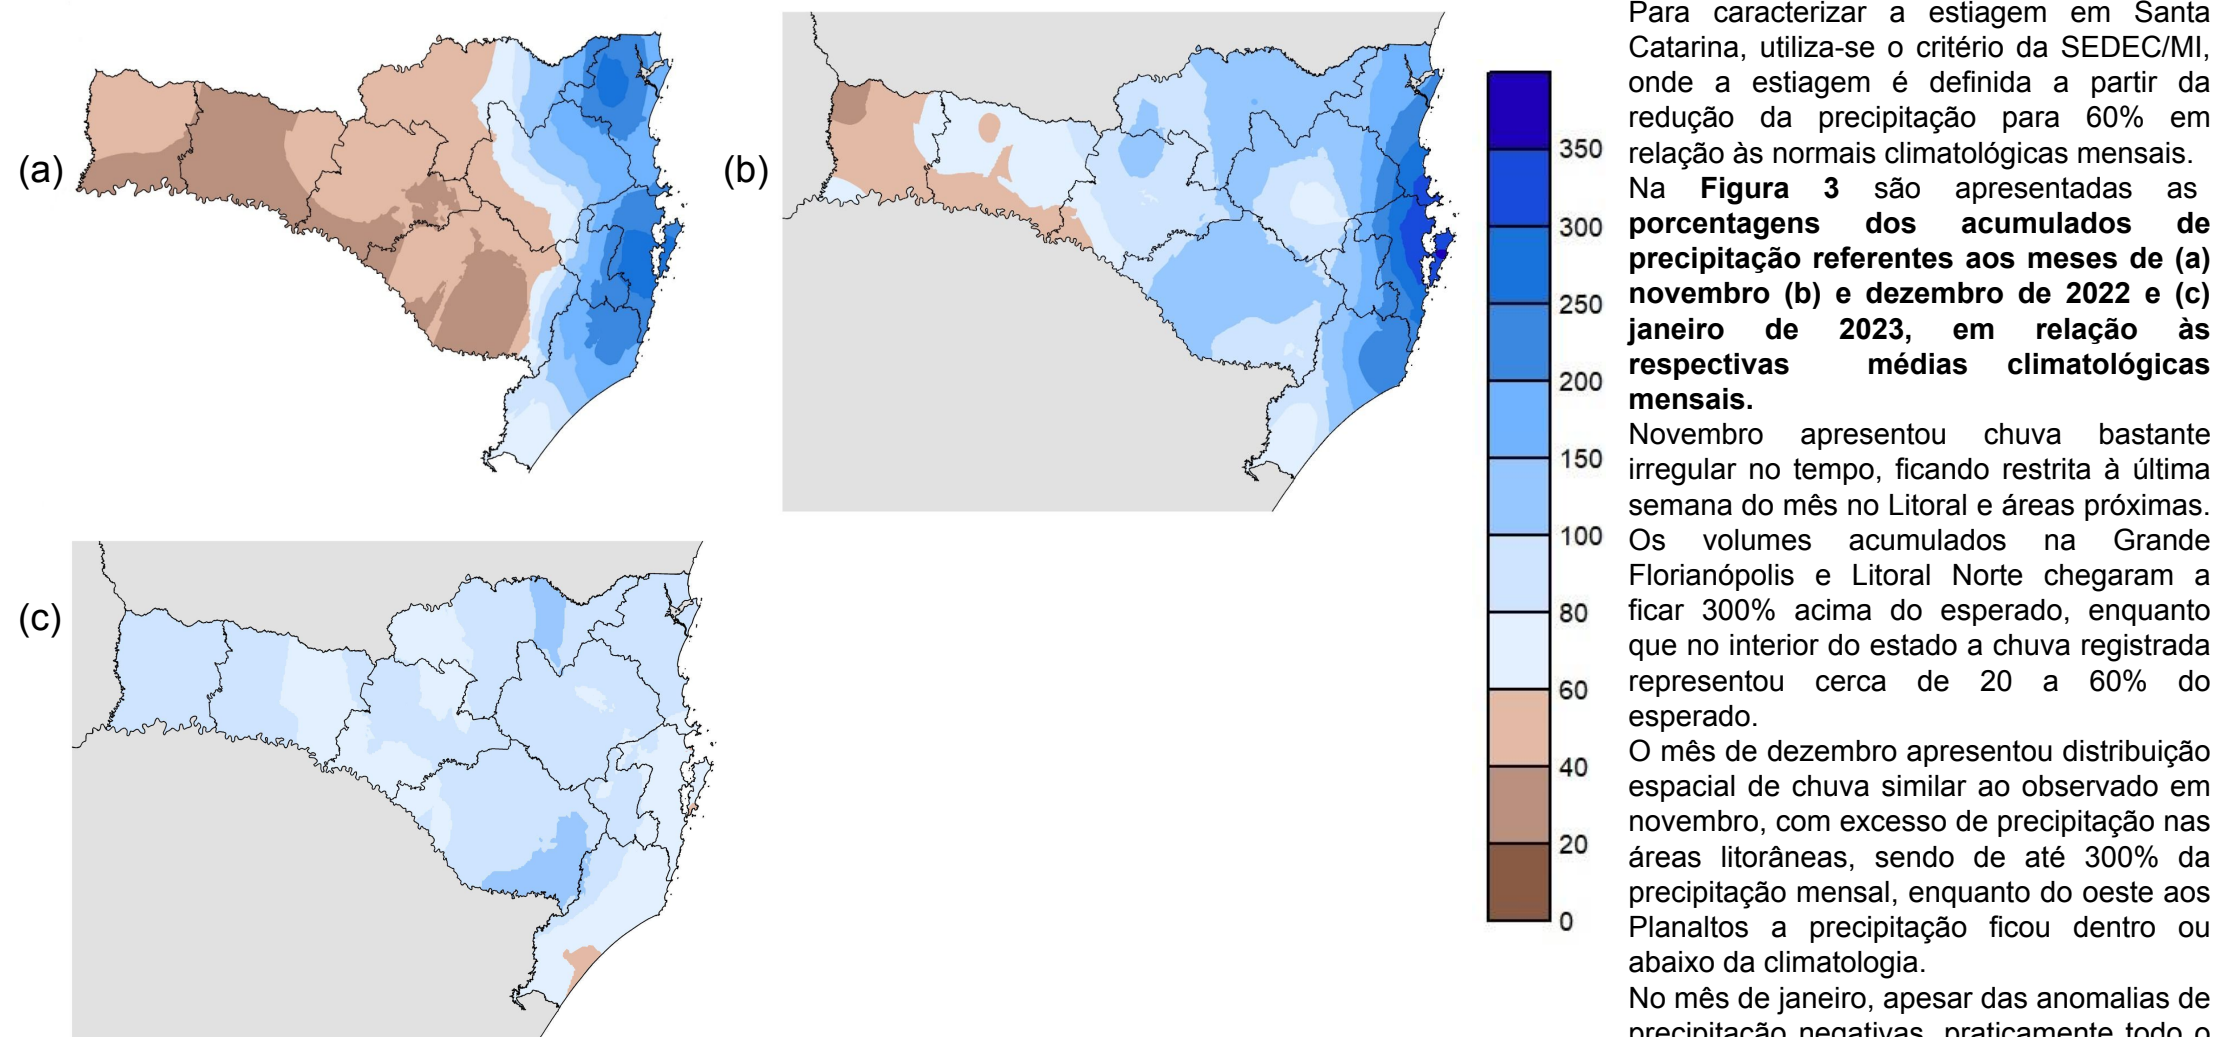 (a)
(b)
(c)
350
300
250
200
150
100
80
60
40
20
0
Para caracterizar a estiagem em Santa
Catarina, utiliza-se o critério da SEDEC/MI,
onde a estiagem é definida a partir da
redução da precipitação para 60% em
relação às normais climatológicas mensais.
Na Figura 3 são apresentadas as
porcentagens dos acumulados de
precipitação referentes aos meses de (a)
novembro (b) e dezembro de 2022 e (c)
janeiro de 2023, em relação às
respectivas médias climatológicas
mensais.
Novembro apresentou chuva bastante
irregular no tempo, ficando restrita à última
semana do mês no Litoral e áreas próximas.
Os volumes acumulados na Grande
Florianópolis e Litoral Norte chegaram a
ficar 300% acima do esperado, enquanto
que no interior do estado a chuva registrada
representou cerca de 20 a 60% do
esperado.
O mês de dezembro apresentou distribuição
espacial de chuva similar ao observado em
novembro, com excesso de precipitação nas
áreas litorâneas, sendo de até 300% da
precipitação mensal, enquanto do oeste aos
Planaltos a precipitação ficou dentro ou
abaixo da climatologia.
No mês de janeiro, apesar das anomalias de
precipitação negativas, praticamente todo o